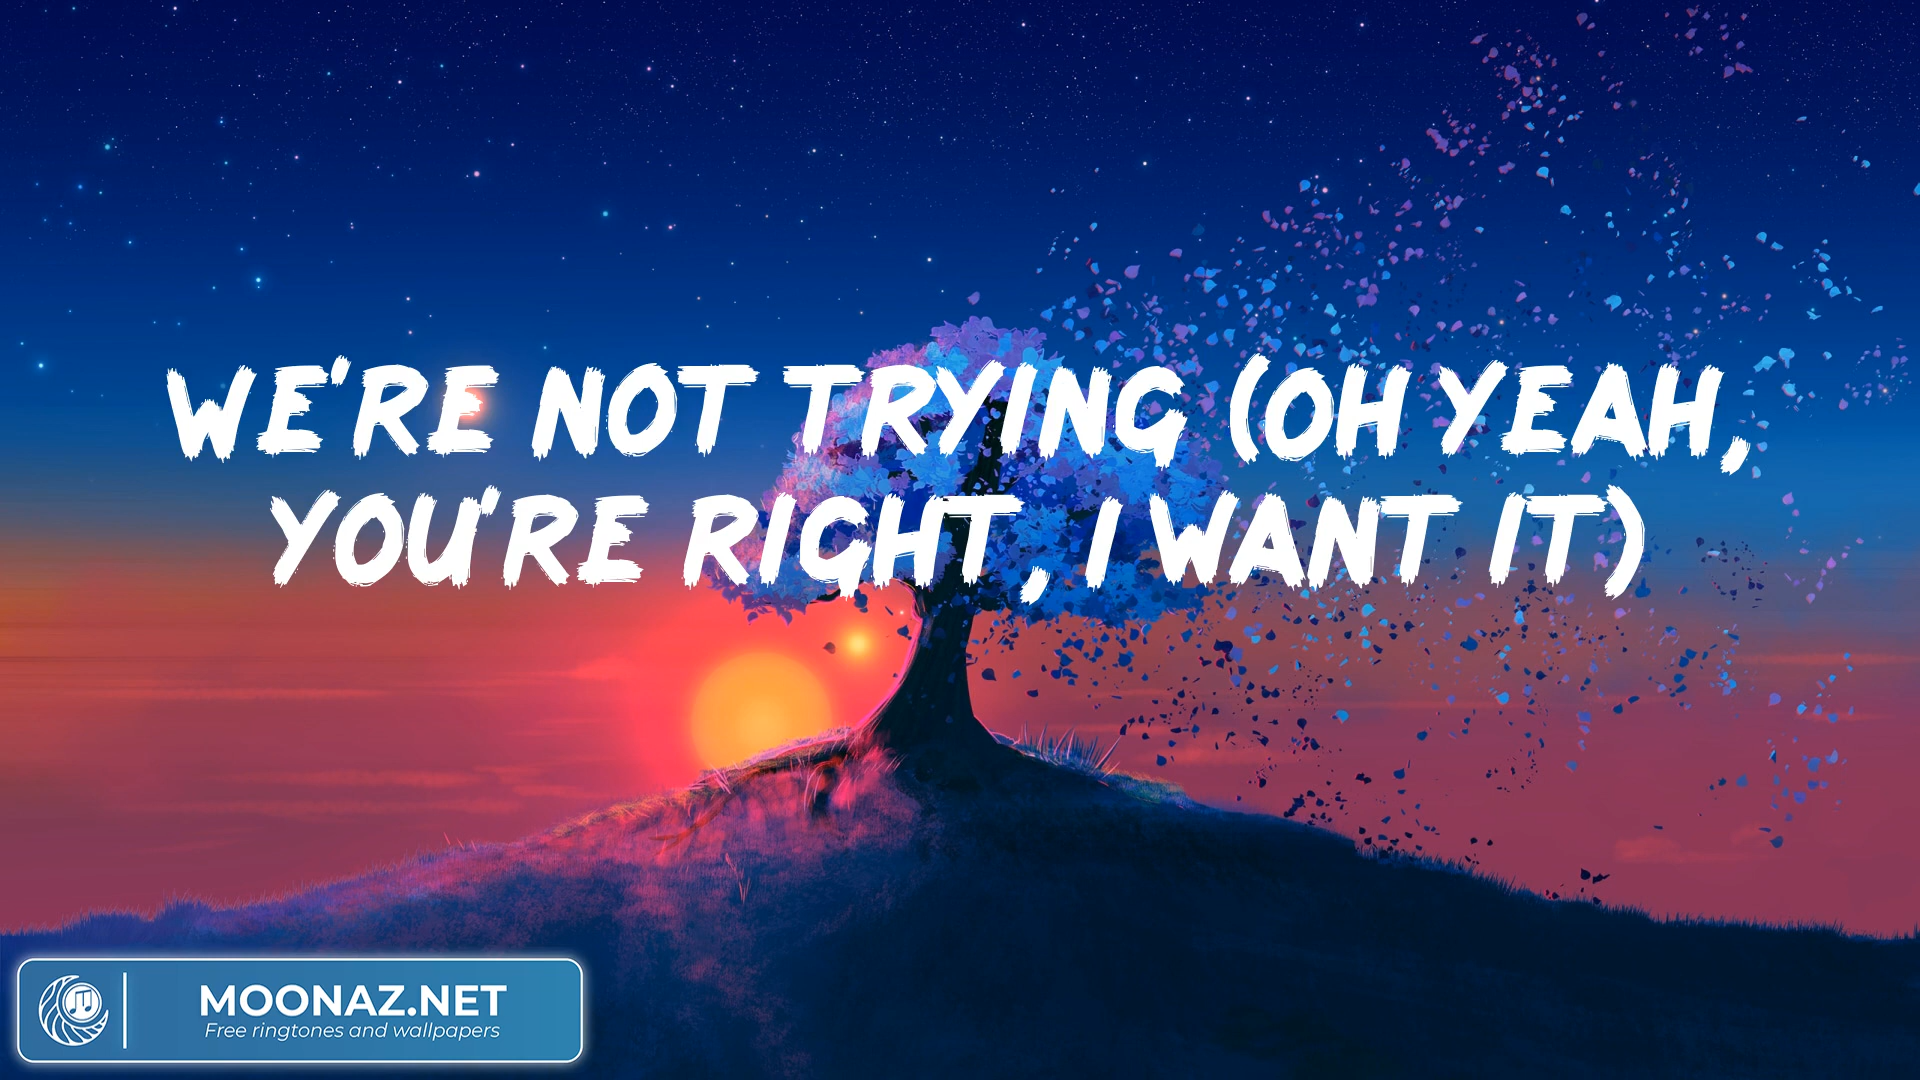 WE'RE NOT TRYING (OH YEAH,
YOU'RE RIGHT, I WANT IT)
MOONAZ.NET
Free ringtones and wallpapers